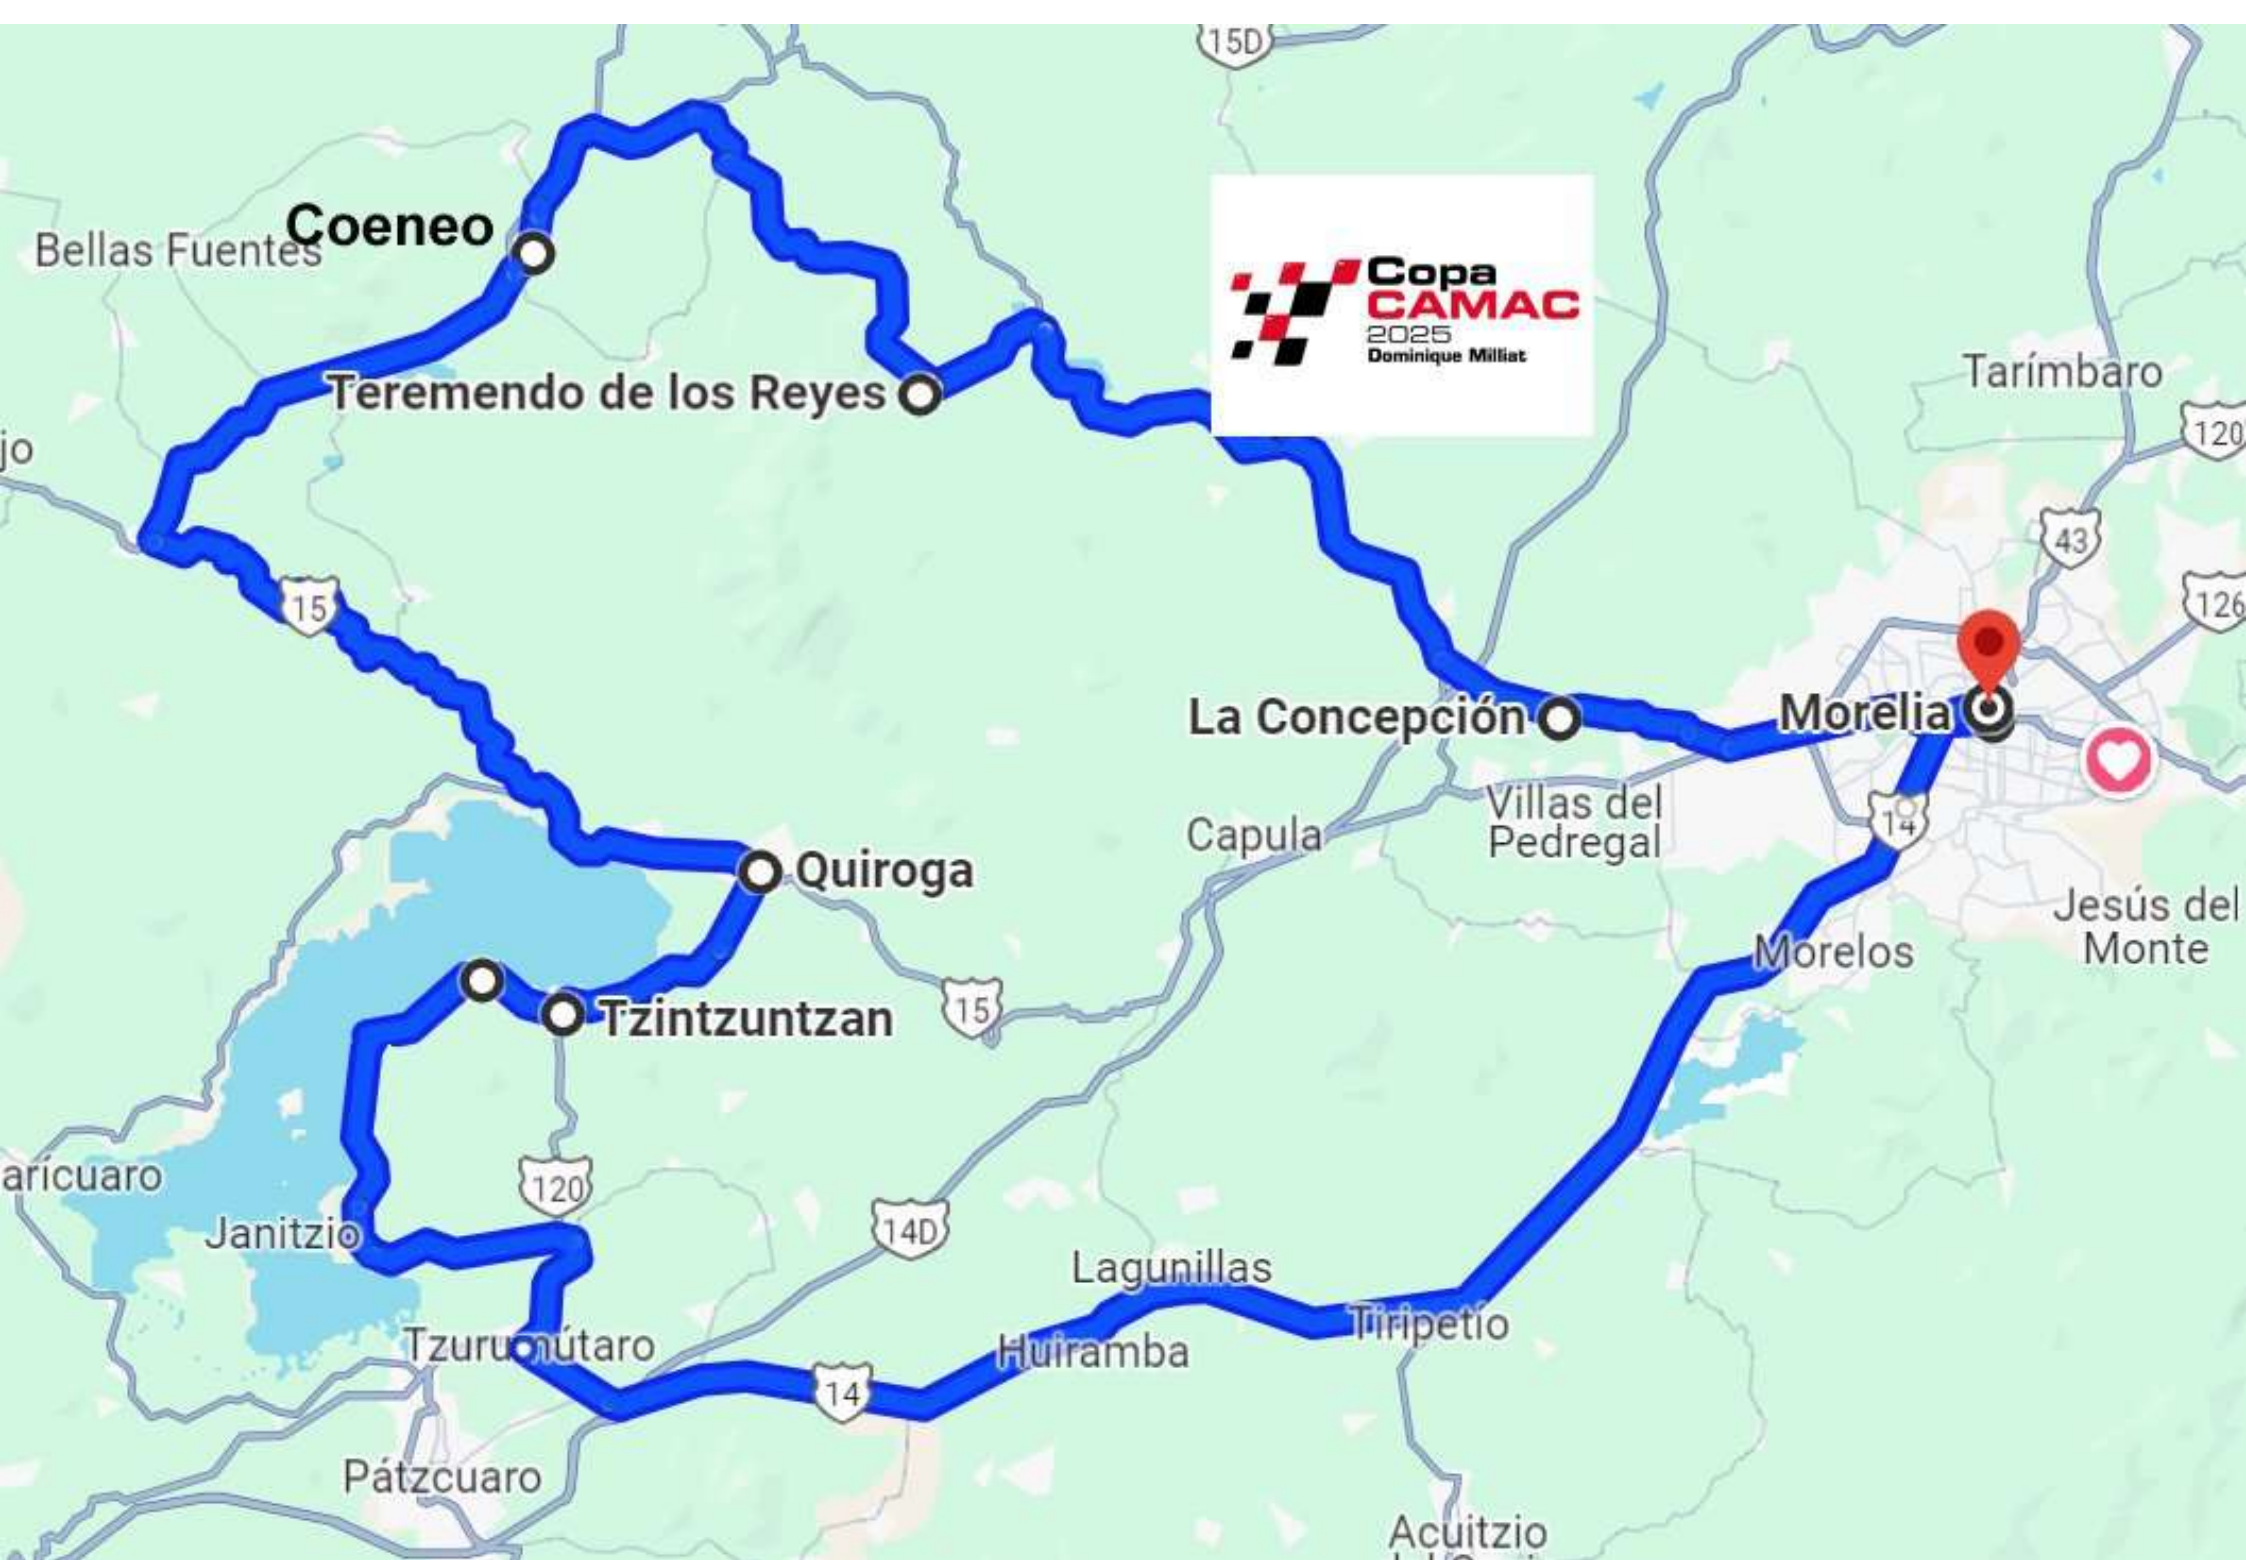 15D
Coeneo
Bellas Fuentes
Copa
CAMAC
2025
Dominique Milliat
Tarímbaro
Teremendo de los Reyes
120
jo
43
15
126
La Concepción
Morelia
Villas del
Pedregal
14
Capula
Quiroga
Jesús del
Monte
Morelos
15
Tzintzuntzan
arícuaro
120
Janitzio
14D
Lagunillas
Tiripetío
Tzurumútaro
Huiramba
14
Pátzcuaro
Acuitzio